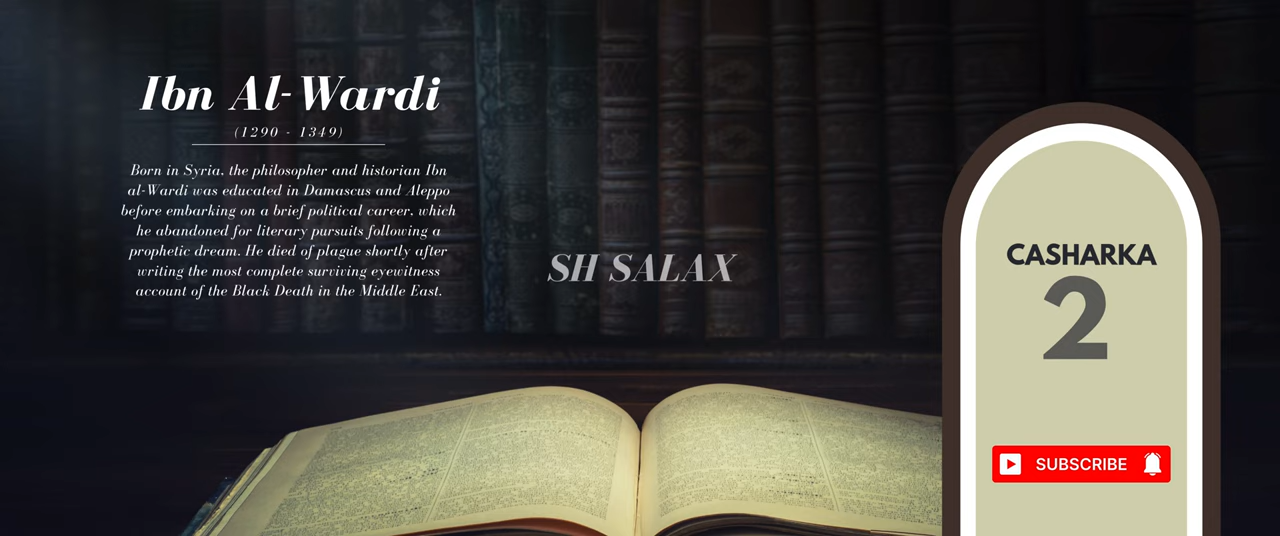 Ibn Al-Wardi
(1290 - 1349)
Born in Syria, the philosopher and historian Ibn
al-Wardi was educated in Damascus and Aleppo
before embarking on a brief political career, which
he abandoned for literary pursuits following a
prophetic dream. He died of plague shortly after
writing the most complete surviving eyewitness
account of the Black Death in the Middle East.
SH SALAX
CASHARKA
2
SUBSCRIBE